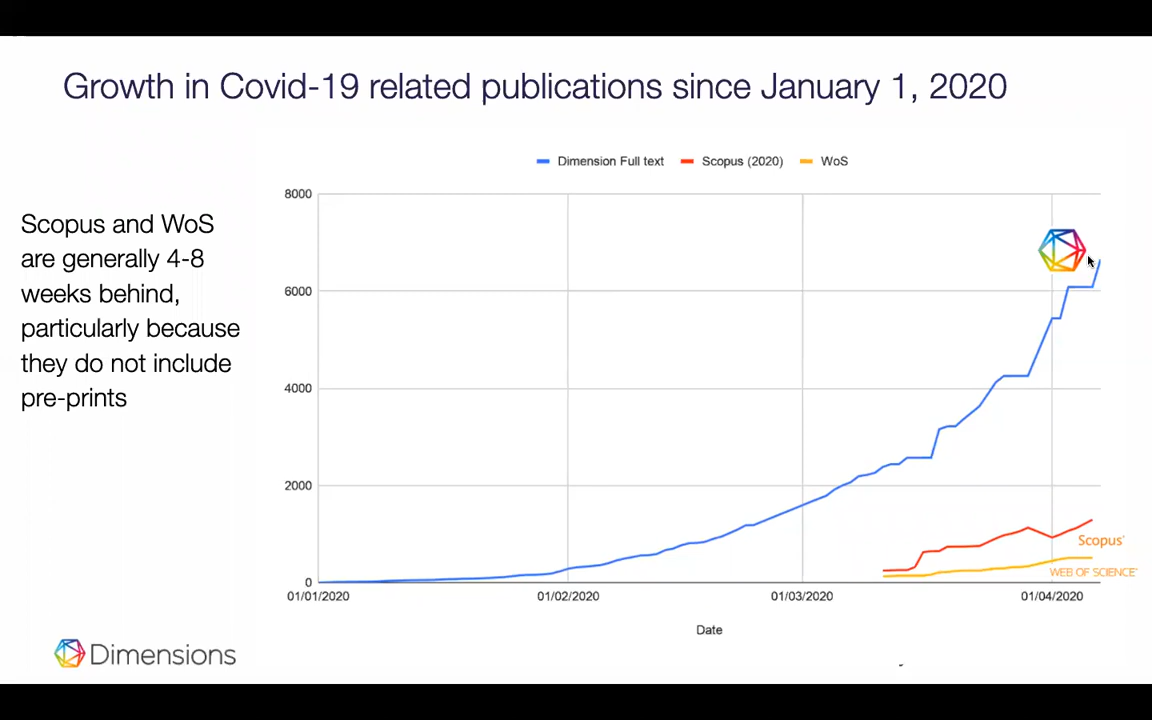 Growth in Covid-19 related publications since January 1, 2020
Dimension Full text Scopus (2020) WoS
Scopus and WoS
are generally 4-8
weeks behind,
particularly because
they do not include
pre-prints
8000
6000
4000
2000
0
Scopus®
WEB OF SCIENCE™
01/01/2020 01/02/2020 01/03/2020 01/04/2020
Date
Dimensions